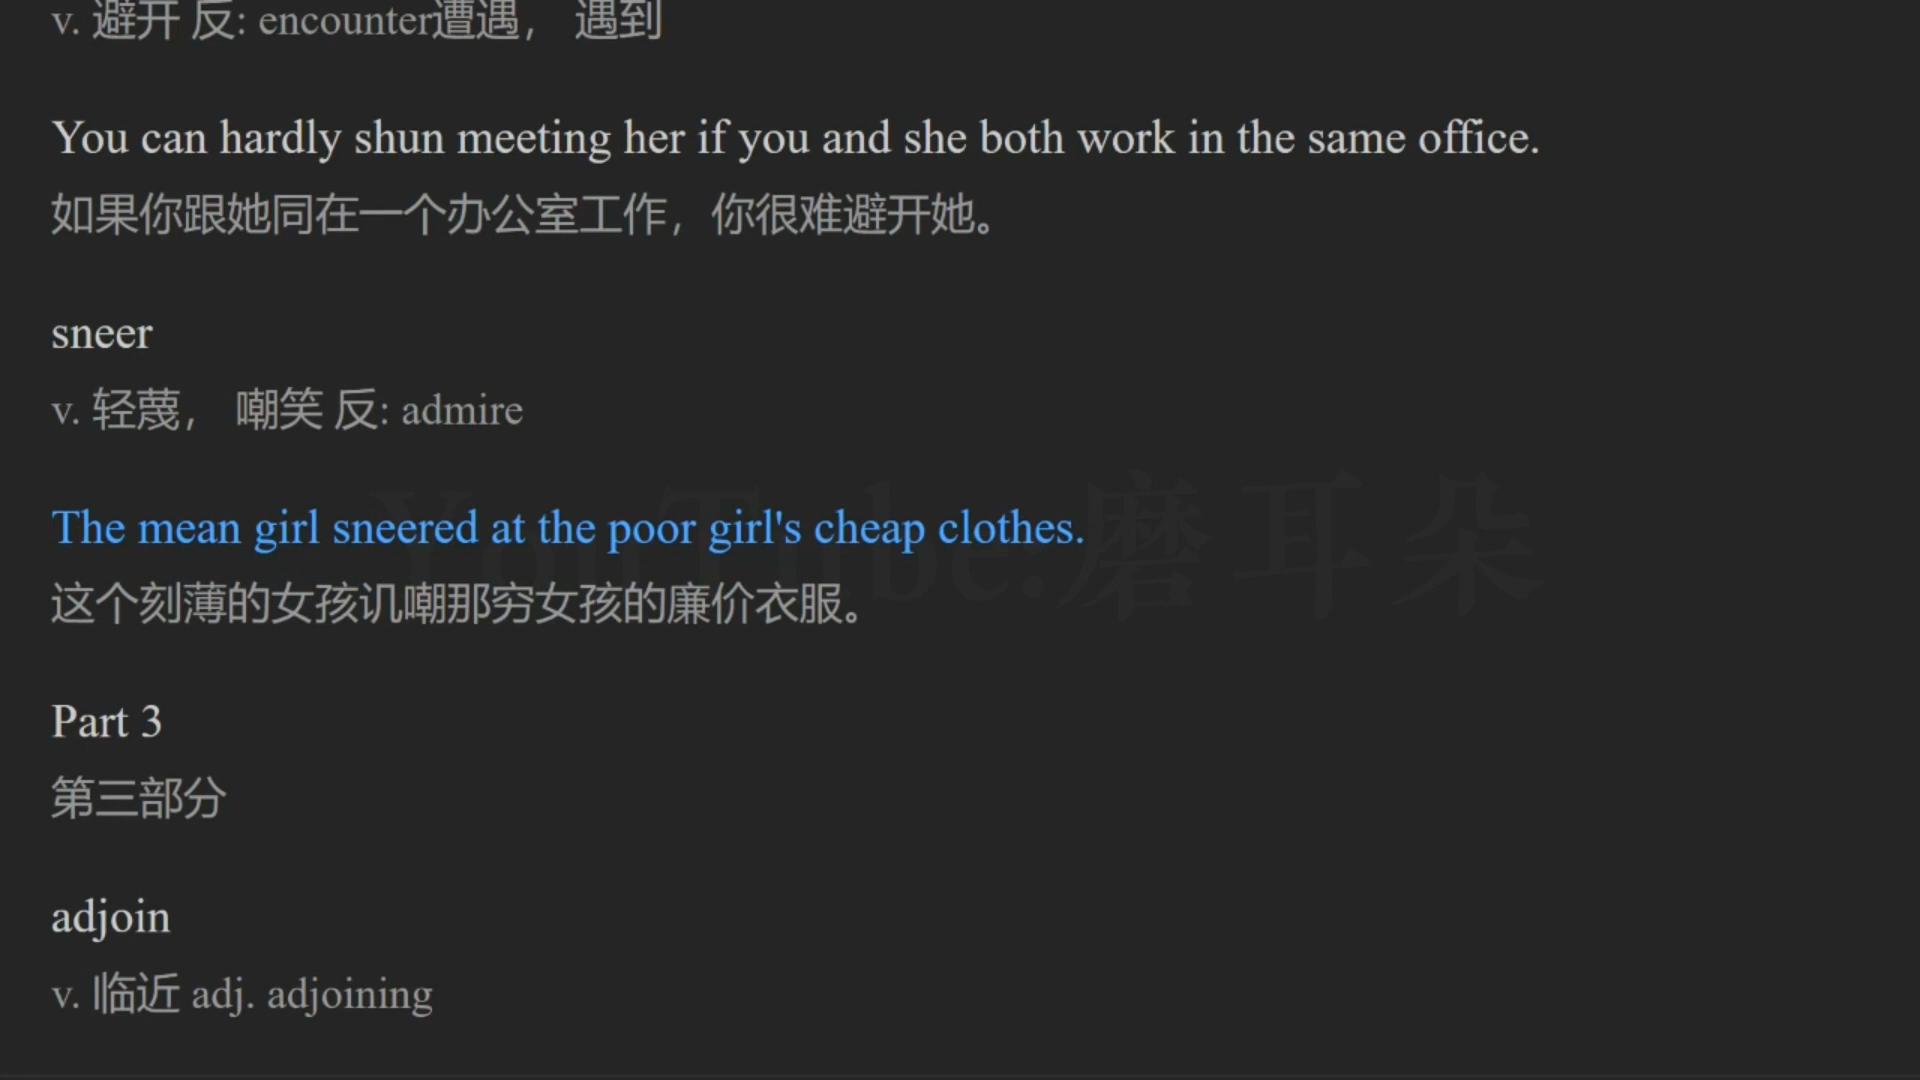 v. 避开 反: encounter遭遇， 遇到
You can hardly shun meeting her if you and she both work in the same office.
如果你跟她同在一个办公室工作，你很难避开她。
sneer
v. 轻蔑， 嘲笑 反: admire
The mean girl sneered at the poor girl's cheap clothes.
YouTube:磨耳朵
这个刻薄的女孩讥嘲那穷女孩的廉价衣服。
Part 3
第三部分
adjoin
v. 临近 adj. adjoining